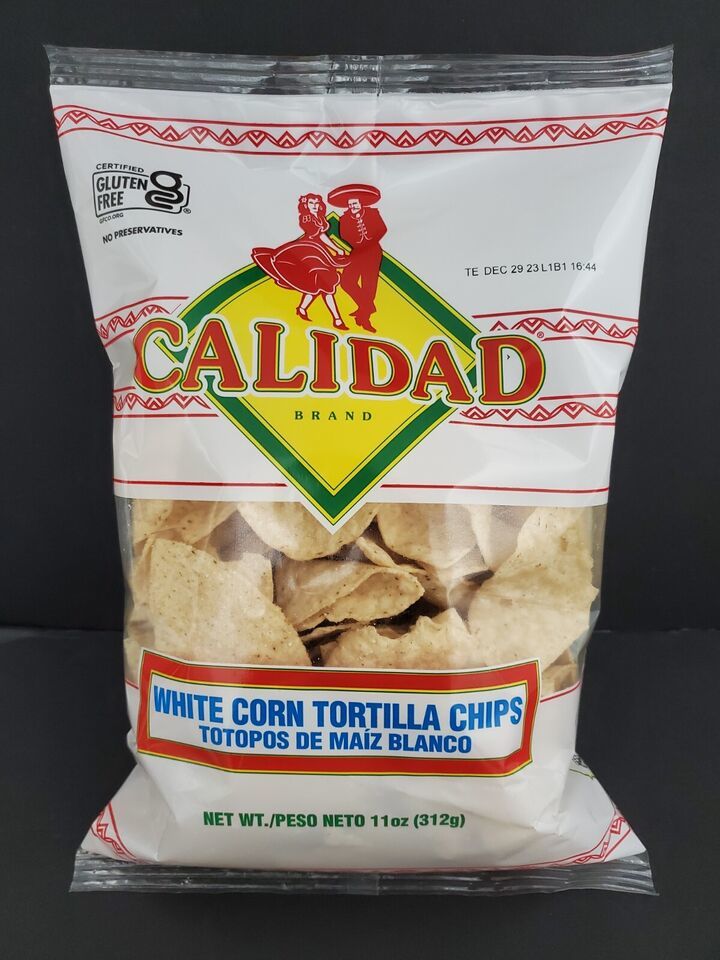 CERTIFIED
GLUTEN
FREE
GFCO.ORG
NO PRESERVATIVES
TE DEC 29 23 L1B1 16:44
CALIDAD
BRAND
WHITE CORN TORTILLA CHIPS
TOTOPOS DE MAÍZ BLANCO
NET WT./PESO NETO 11oz (312g)